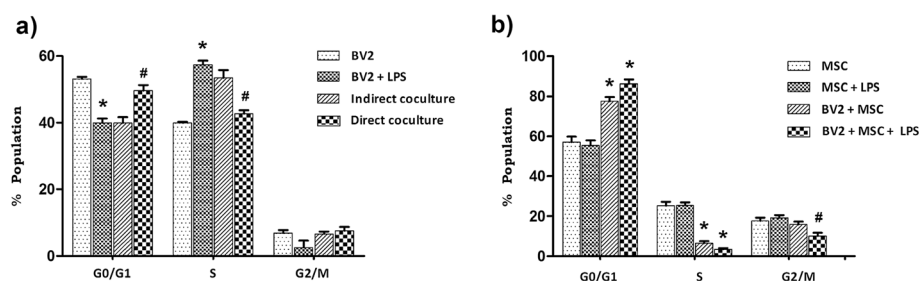 a)
% Population
60
40
20
0
*
#
*
#
G0/G1
S
G2/M
BV2
BV2 + LPS
Indirect coculture
Direct coculture
b)
% Population
100
80
60
40
20
0
*
*
*
*
#
G0/G1
S
G2/M
MSC
MSC + LPS
BV2 + MSC
BV2 + MSC + LPS